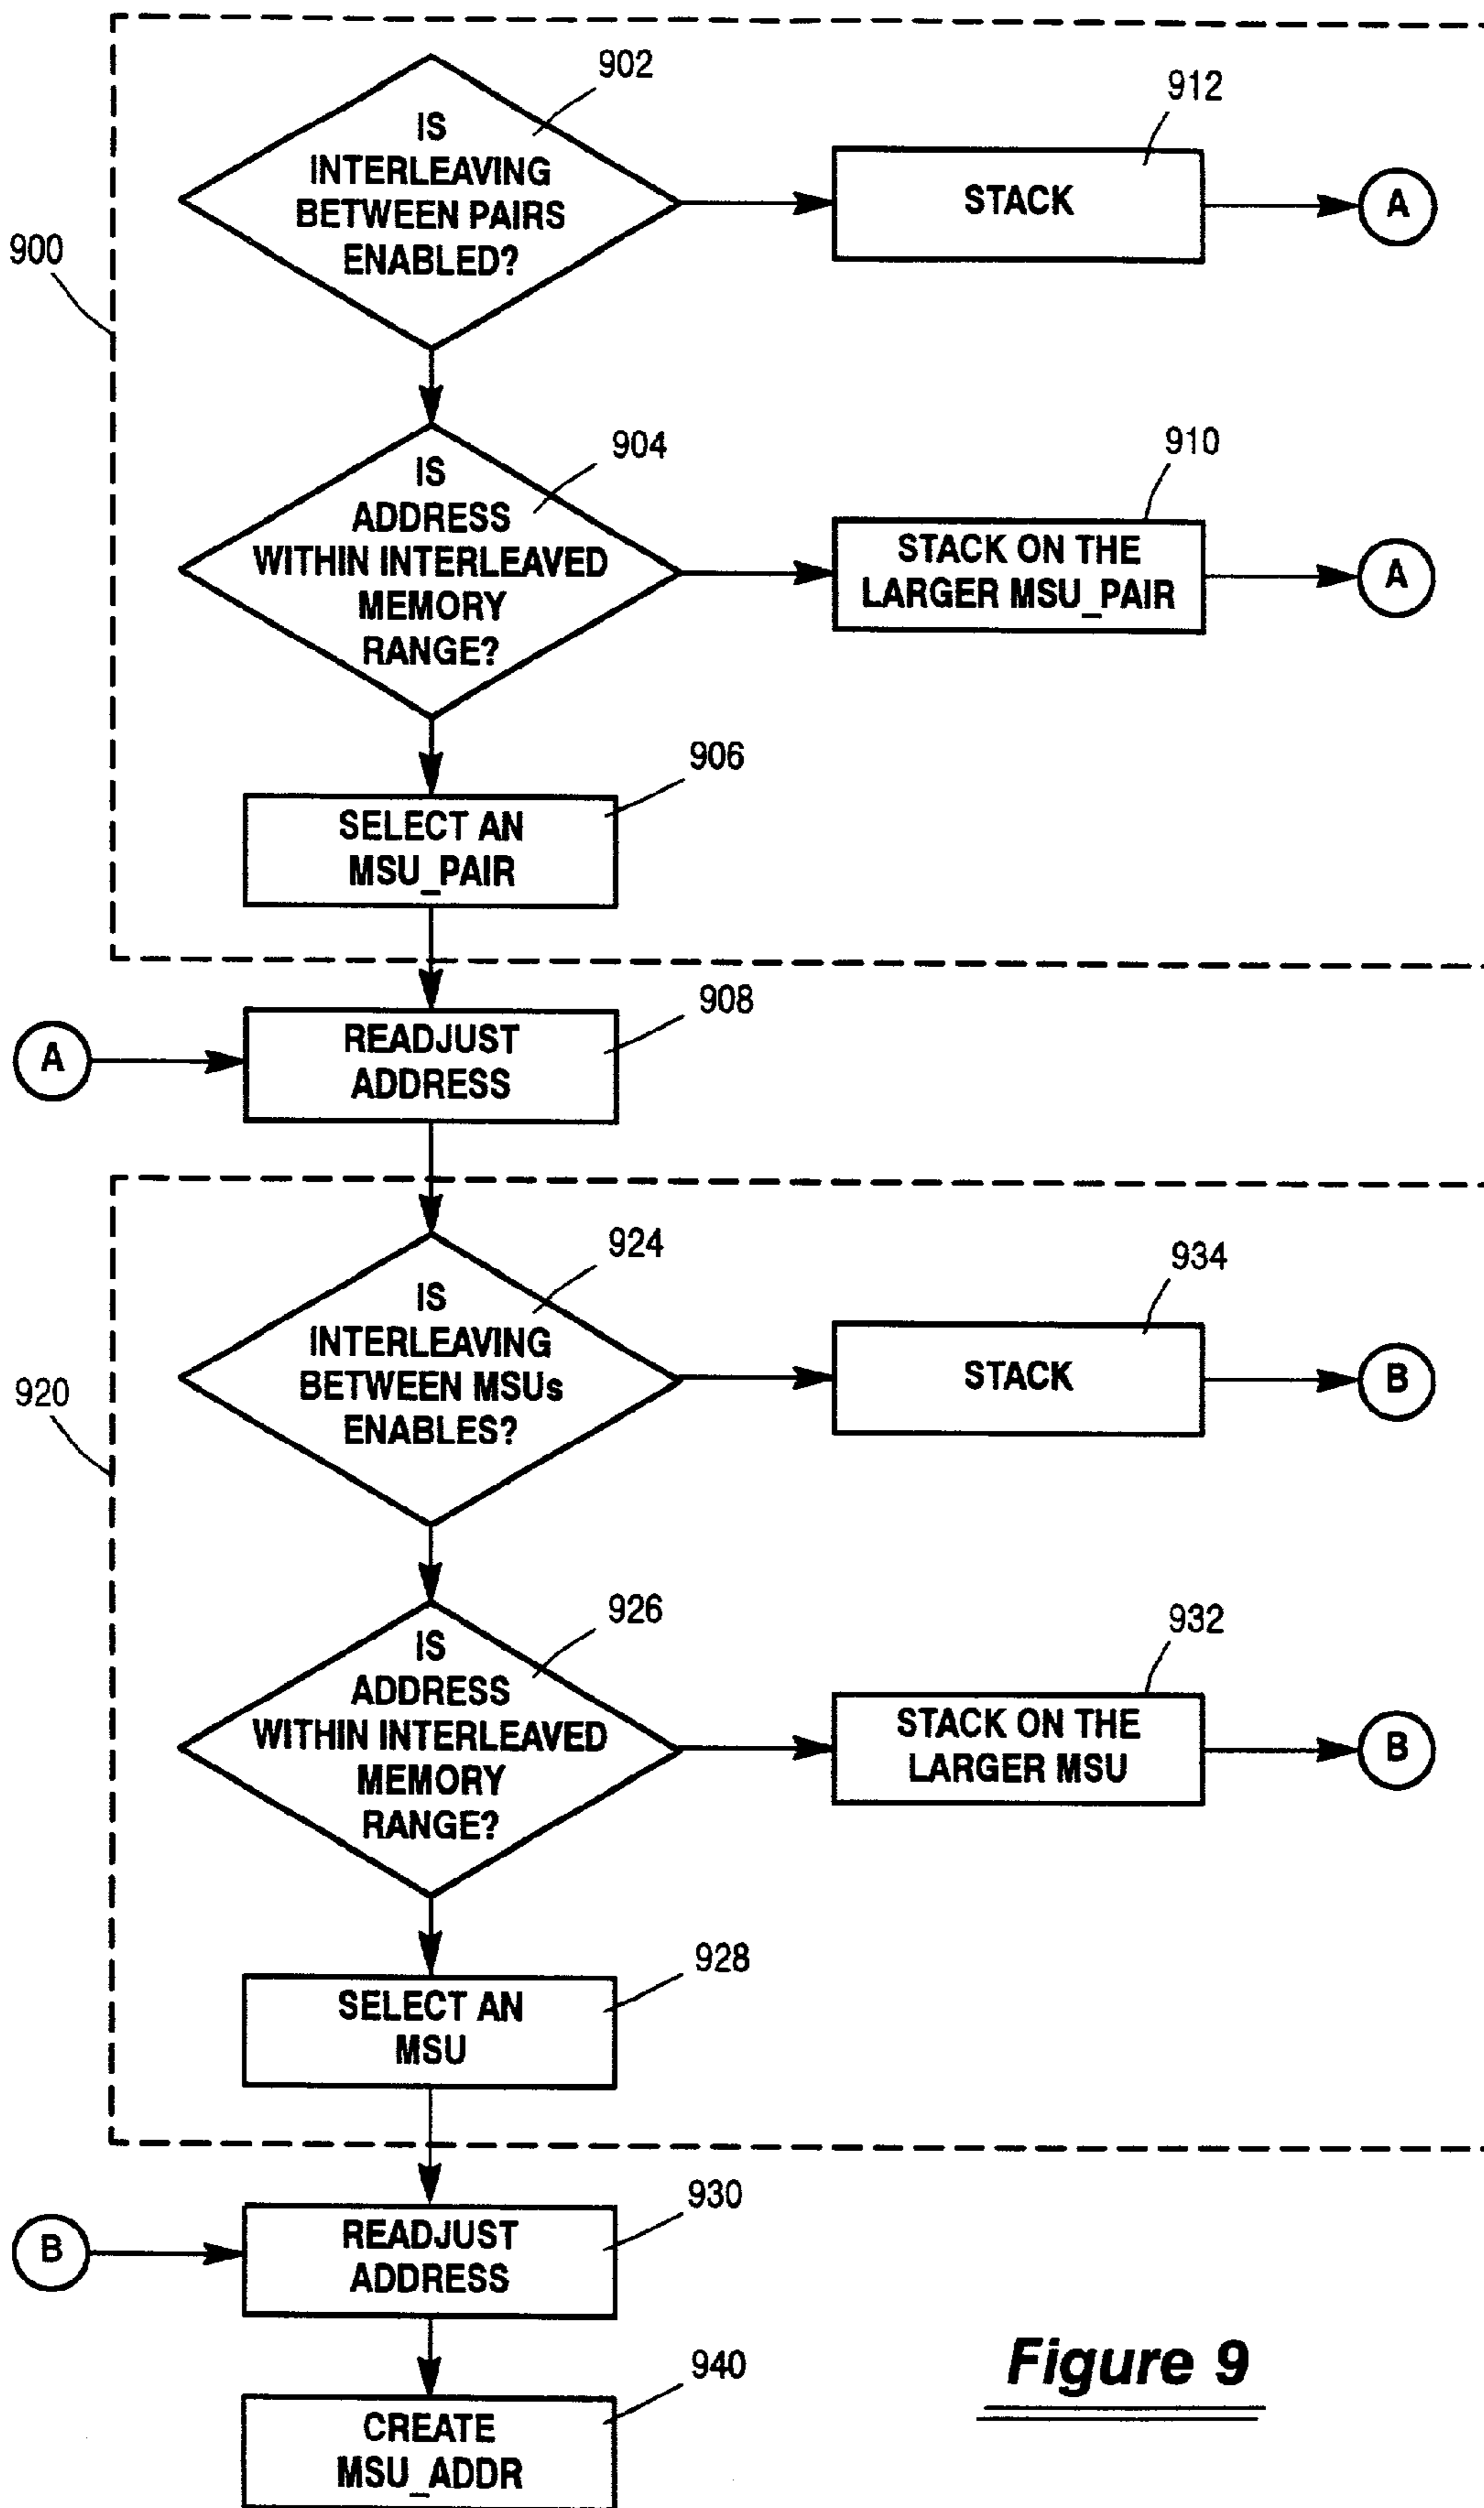 902
IS
INTERLEAVING
BETWEEN PAIRS
ENABLED?
912
STACK
A
900
904
IS
ADDRESS
WITHIN INTERLEAVED
MEMORY
RANGE?
910
STACK ON THE
LARGER MSU_PAIR
A
906
SELECT AN
MSU_PAIR
908
A
READJUST
ADDRESS
924
IS
INTERLEAVING
BETWEEN MSUs
ENABLES?
934
STACK
B
920
926
IS
ADDRESS
WITHIN INTERLEAVED
MEMORY
RANGE?
932
STACK ON THE
LARGER MSU
B
928
SELECT AN
MSU
930
B
READJUST
ADDRESS
940
CREATE
MSU_ADDR
Figure 9